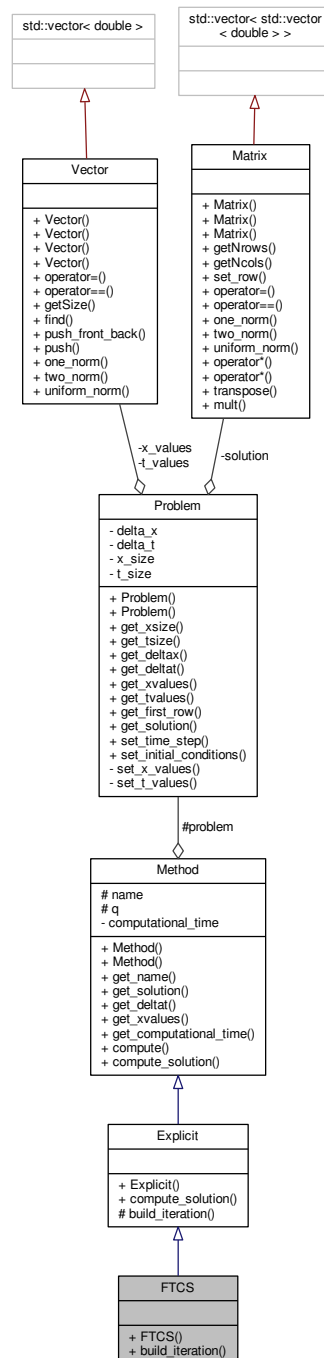 std::vector< double >
std::vector< std::vector
< double > >
Vector
+ Vector()
+ Vector()
+ Vector()
+ Vector()
+ operator=()
+ operator==()
+ getSize()
+ find()
+ push_front_back()
+ push()
+ one_norm()
+ two_norm()
+ uniform_norm()
Matrix
+ Matrix()
+ Matrix()
+ Matrix()
+ getNrows()
+ getNcols()
+ set_row()
+ operator=()
+ operator==()
+ one_norm()
+ two_norm()
+ uniform_norm()
+ operator*()
+ operator*()
+ transpose()
+ mult()
-x_values
-t_values
-solution
Problem
- delta_x
- delta_t
- x_size
- t_size
+ Problem()
+ Problem()
+ get_xsize()
+ get_tsize()
+ get_deltax()
+ get_deltat()
+ get_xvalues()
+ get_tvalues()
+ get_first_row()
+ get_solution()
+ set_time_step()
+ set_initial_conditions()
- set_x_values()
- set_t_values()
#problem
Method
# name
# q
- computational_time
+ Method()
+ Method()
+ get_name()
+ get_solution()
+ get_deltat()
+ get_xvalues()
+ get_computational_time()
+ compute()
+ compute_solution()
Explicit
+ Explicit()
+ compute_solution()
# build_iteration()
FTCS
+ FTCS()
+ build_iteration()